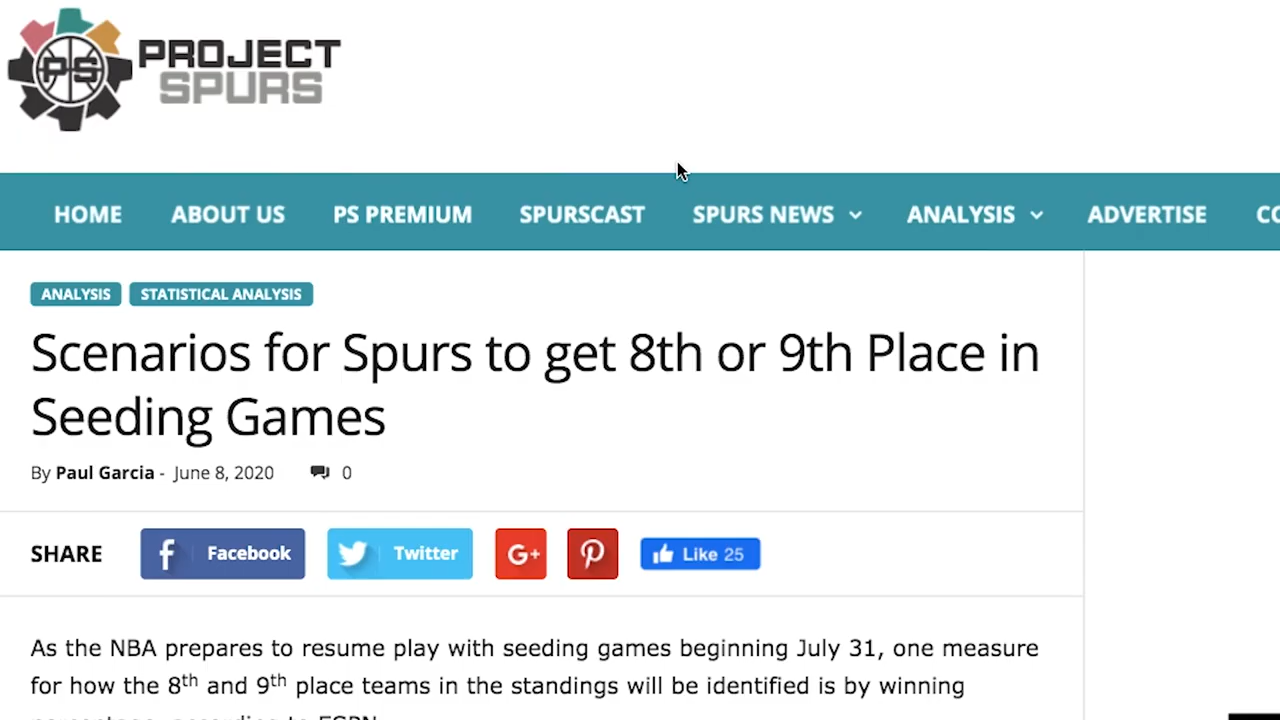 PS PROJECT
SPURS
HOME ABOUT US PS PREMIUM SPURSCAST SPURS NEWS ANALYSIS ADVERTISE
ANALYSIS STATISTICAL ANALYSIS
Scenarios for Spurs to get 8th or 9th Place in
Seeding Games
By Paul Garcia - June 8, 2020 0
SHARE f Facebook Twitter G+ Like 25
As the NBA prepares to resume play with seeding games beginning July 31, one measure
for how the 8th and 9th place teams in the standings will be identified is by winning